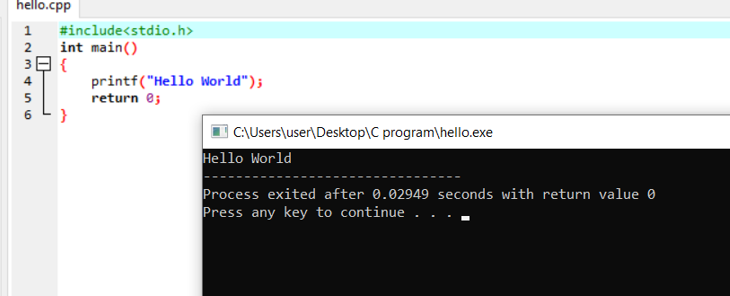 hello.cpp
1 #include<stdio.h>
2 int main()
3 {
4 printf("Hello World");
5 return 0;
6 }
C:\Users\user\Desktop\C program\hello.exe
Hello World
--------------------------------
Process exited after 0.02949 seconds with return value 0
Press any key to continue . . .